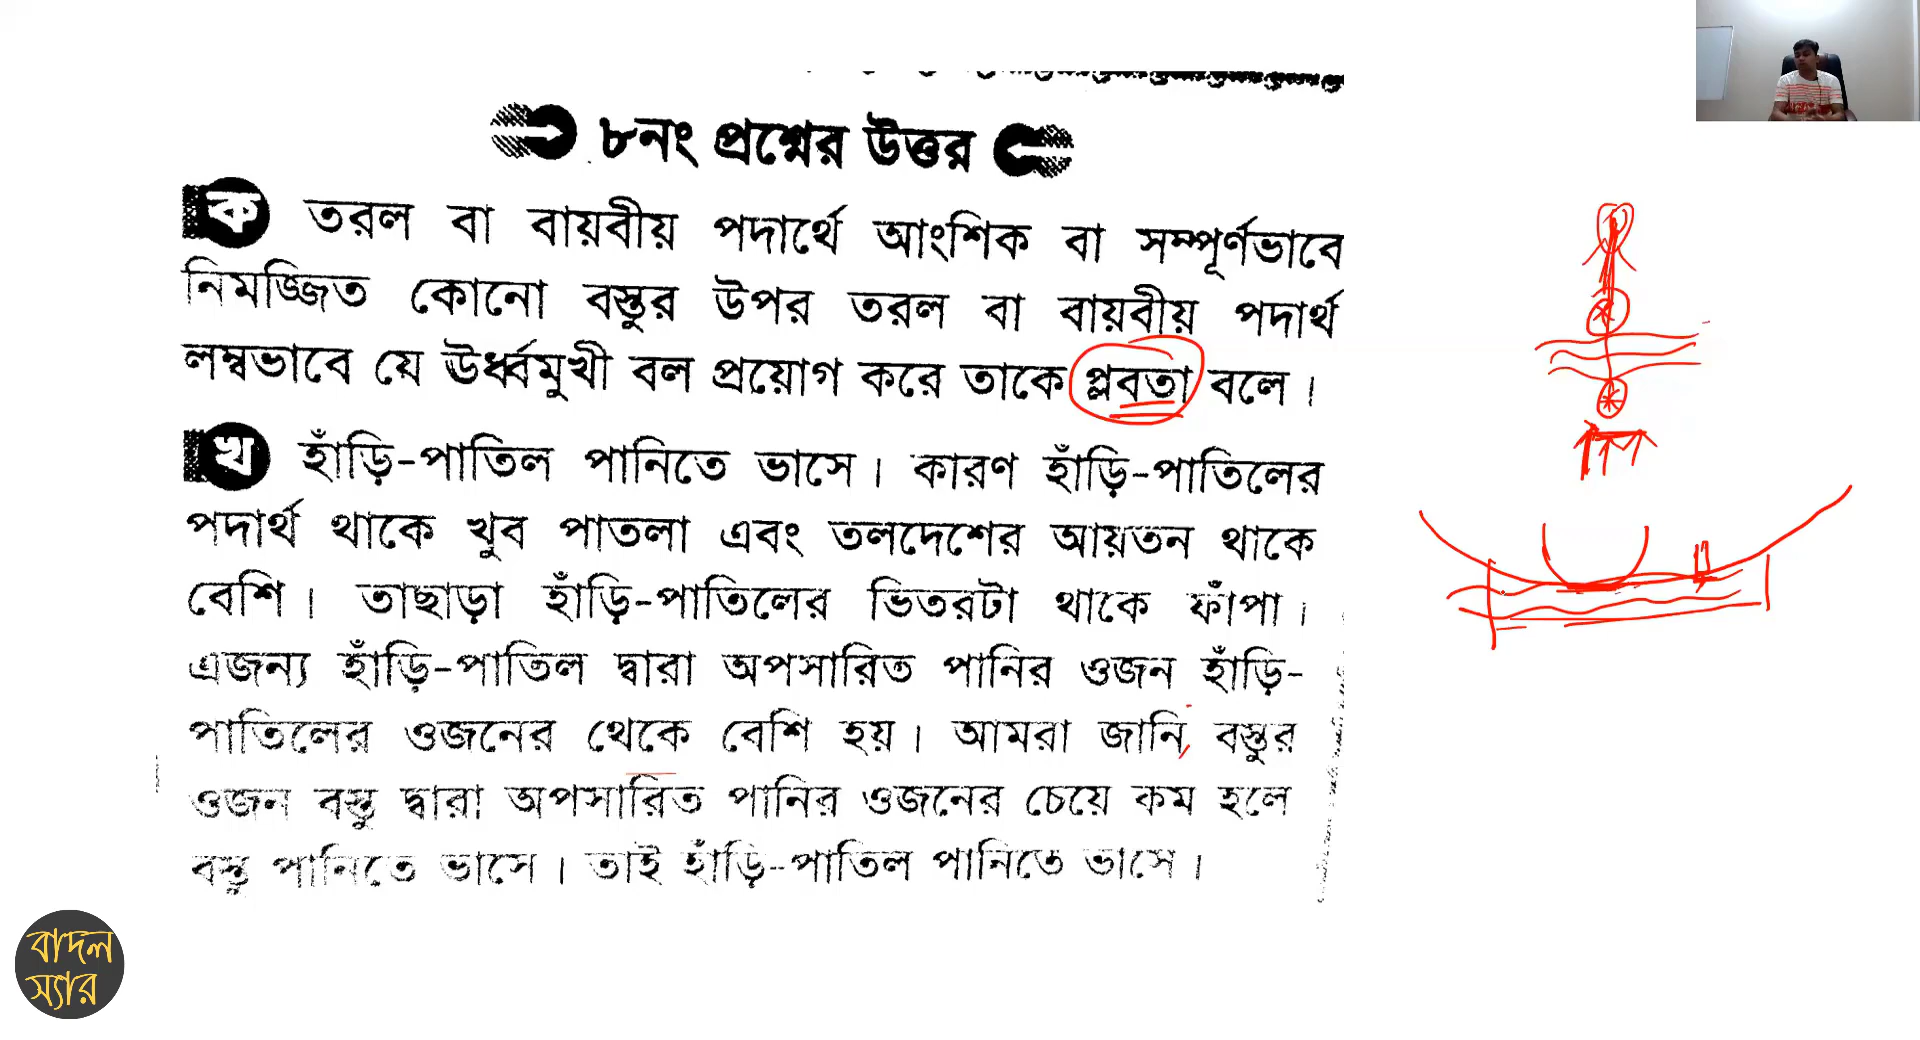 ৮নং প্রশ্নের উত্তর
ক তরল বা বায়বীয় পদার্থে আংশিক বা সম্পূর্ণভাবে
নিমজ্জিত কোনো বস্তুর উপর তরল বা বায়বীয় পদার্থ
লম্বভাবে যে ঊর্ধ্বমুখী বল প্রয়োগ করে তাকে প্লবতা বলে।
খ হাঁড়ি-পাতিল পানিতে ভাসে। কারণ হাঁড়ি-পাতিলের
পদার্থ থাকে খুব পাতলা এবং তলদেশের আয়তন থাকে
বেশি। তাছাড়া হাঁড়ি-পাতিলের ভিতরটা থাকে ফাঁপা।
এজন্য হাঁড়ি-পাতিল দ্বারা অপসারিত পানির ওজন হাঁড়ি-
পাতিলের ওজনের থেকে বেশি হয়। আমরা জানি, বস্তুর
ওজন বস্তু দ্বারা অপসারিত পানির ওজনের চেয়ে কম হলে
বস্তু পানিতে ভাসে। তাই হাঁড়ি-পাতিল পানিতে ভাসে।
বাদল
স্যার